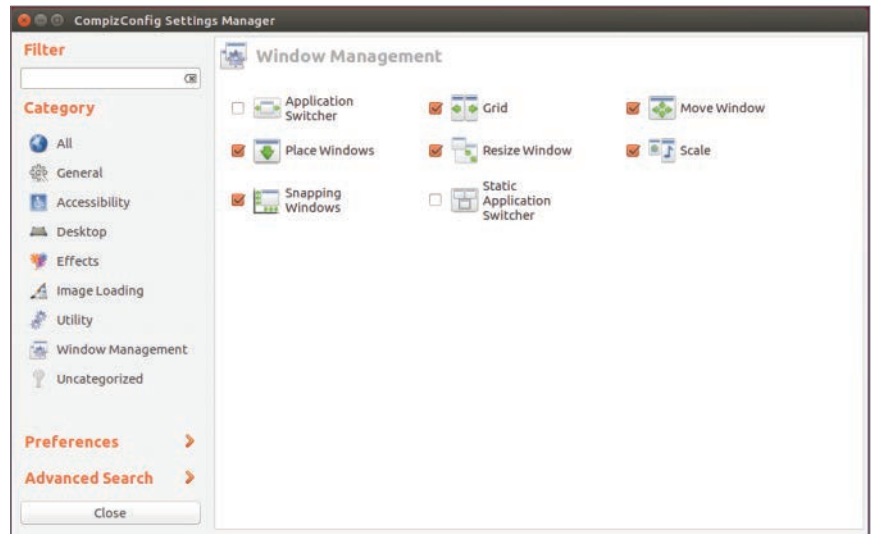 CompizConfig Settings Manager
Filter
Category
All
General
Accessibility
Desktop
Effects
Image Loading
Utility
Window Management
Uncategorized
Preferences
Advanced Search
Close
Window Management
Application
Switcher
Grid
Move Window
Place Windows
Resize Window
Scale
Snapping
Windows
Static
Application
Switcher